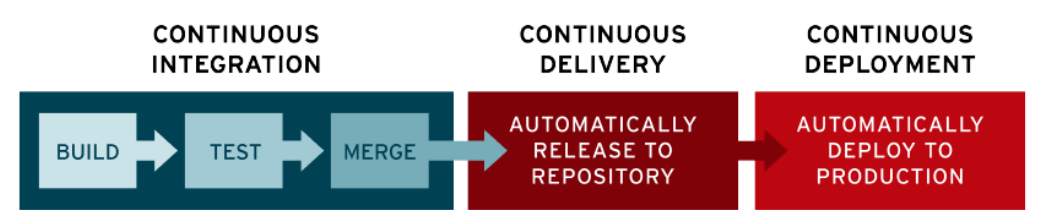 CONTINUOUS
INTEGRATION
CONTINUOUS
DELIVERY
CONTINUOUS
DEPLOYMENT
BUILD
TEST
MERGE
AUTOMATICALLY
RELEASE TO
REPOSITORY
AUTOMATICALLY
DEPLOY TO
PRODUCTION